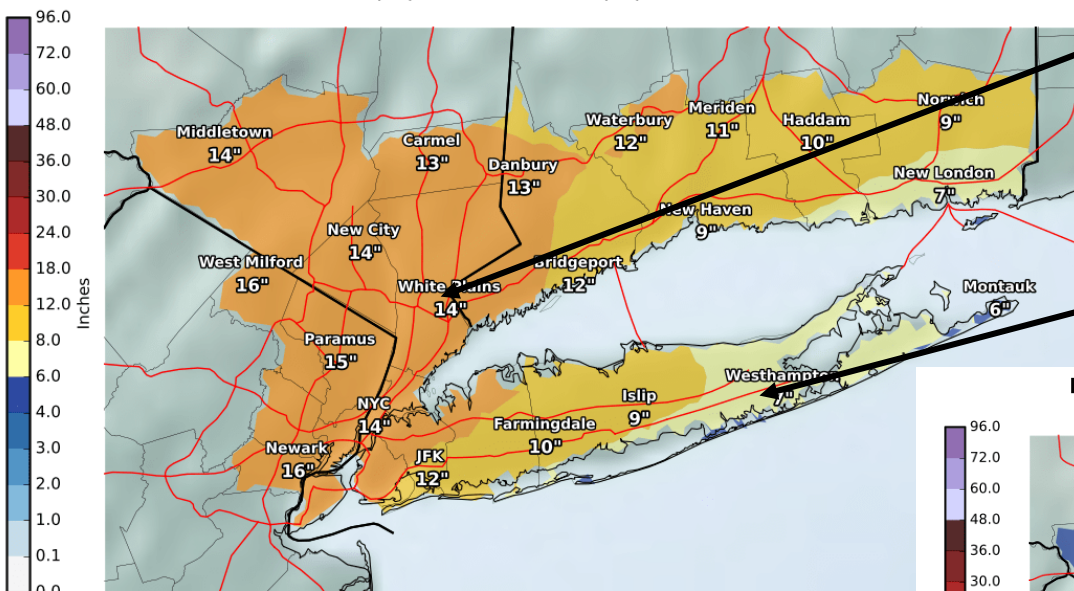 96.0
72.0
60.0
48.0
36.0
30.0
24.0
18.0
12.0
8.0
6.0
4.0
3.0
2.0
1.0
0.1
0.0
Inches
Middletown
14"
Carmel
13"
Danbury
13"
Waterbury
12"
Meriden
11"
Haddam
10"
Norwich
9"
New London
7"
New Haven
9"
New City
14"
West Milford
16"
White Plains
14"
Bridgeport
12"
Montauk
6"
Paramus
15"
Westhampton
7"
Islip
9"
NYC
14"
Farmingdale
10"
Newark
16"
JFK
12"
96.0
72.0
60.0
48.0
36.0
30.0